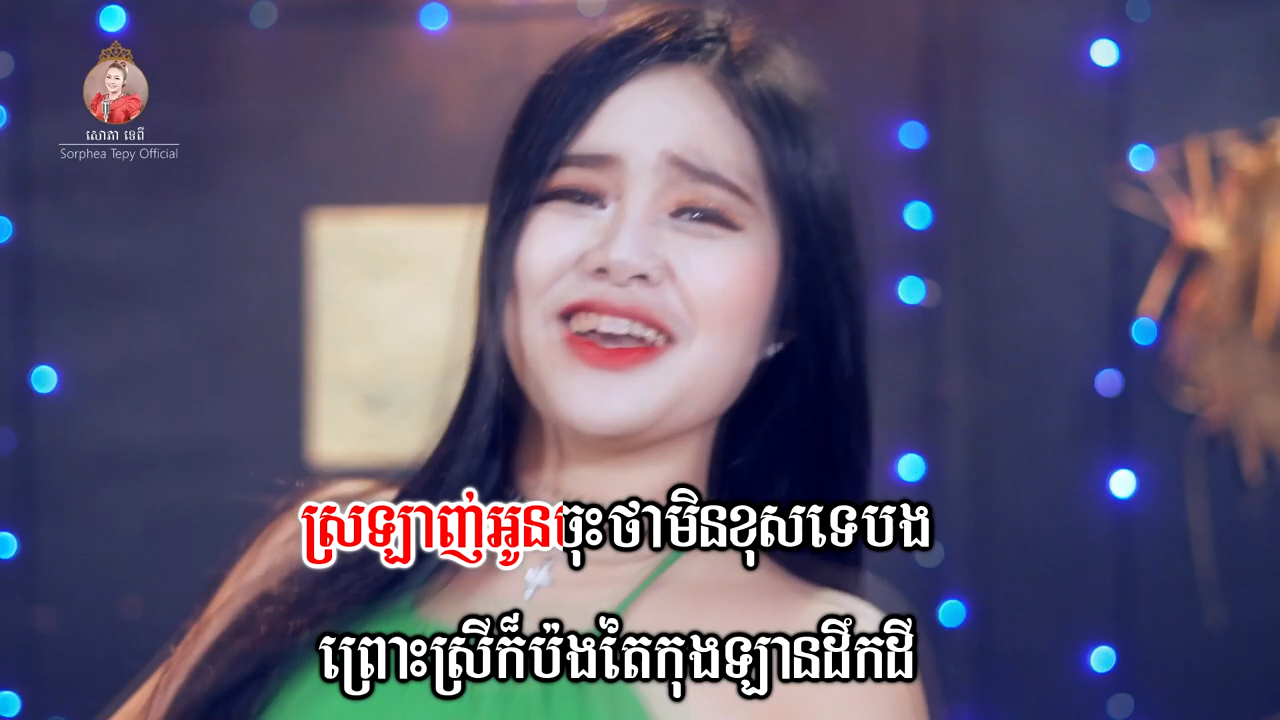 សោភា ទេពី
Sorphea Tepy Official
ស្រឡាញ់អូនចុះថាមិនខុសទេបង
ព្រោះស្រីក៏ប៉ងតែកុងឡានដឹកដី